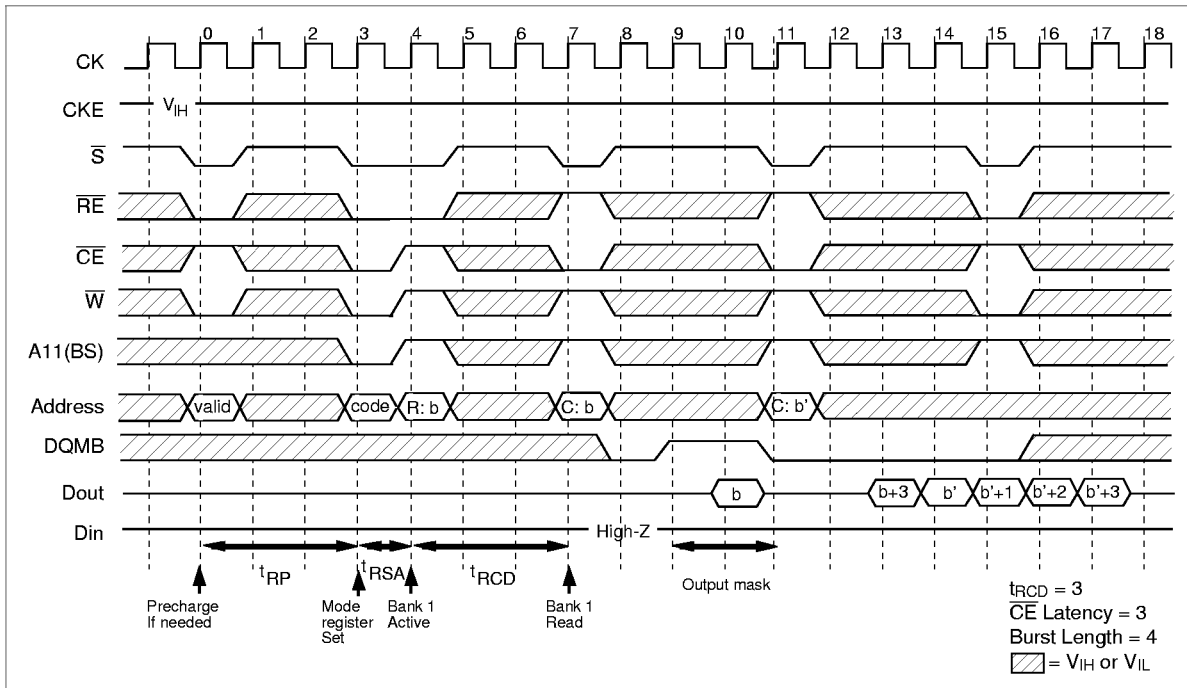 0 1 2 3 4 5 6 7 8 9 10 11 12 13 14 15 16 17 18
CK
CKE VIH
S
RE
CE
W
A11(BS)
Address valid code R: b C: b C: b'
DQMB
Dout b b+3 b' b'+1 b'+2 b'+3
Din High-Z
tRP tRSA tRCD Output mask
Precharge
If needed
Mode
register
Set
Bank 1
Active
Bank 1
Read
tRCD = 3
CE Latency = 3
Burst Length = 4
= VIH or VIL